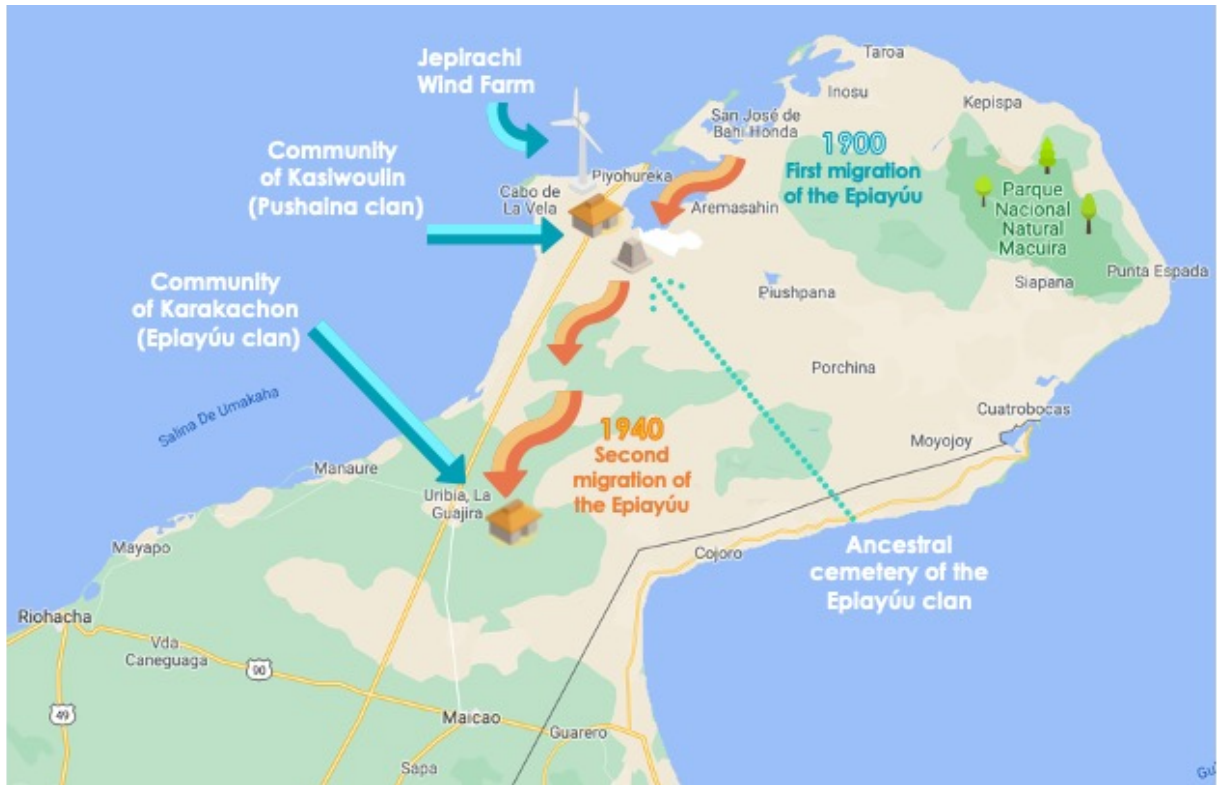 Taroa
Jepirachi
Wind Farm
Inosu
Kepispa
San José de
Bahi Honda
1900
First migration
of the Epiayúu
Community
of Kasiwoulin
(Pushaina clan)
Piyohureka
Cabo de
La Vela
Aremasahin
Parque
Nacional
Natural
Macuira
Punta Espada
Siapana
Piushpana
Community
of Karakachon
(Epiayúu clan)
Porchina
Salina De Umakaha
Cuatrobocas
Moyojoy
1940
Second
migration of
the Epiayúu
Manaure
Uribia, La
Guajira
Mayapo
Cojoro
Ancestral
cemetery of the
Epiayúu clan
Riohacha
Vda
Caneguaga
90
49
Maicao
Guarero
Sapa